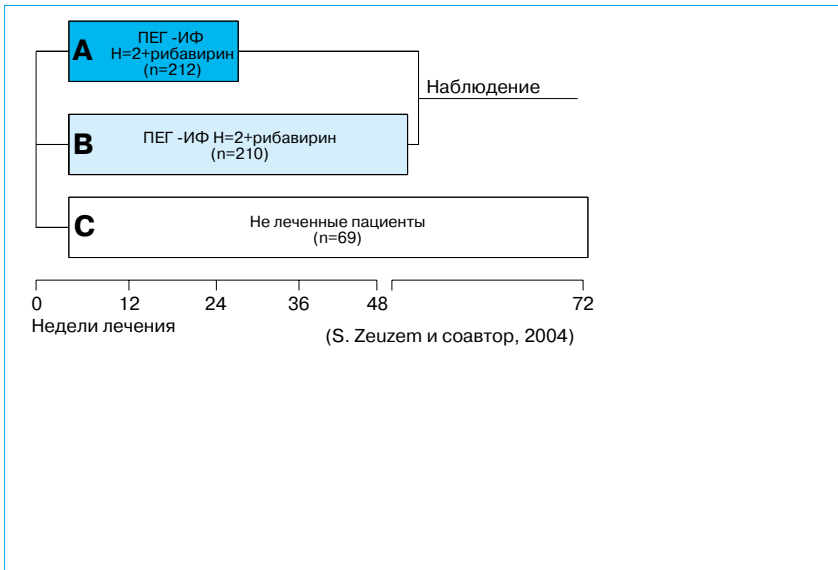 A
ПЕГ -ИФ
Н=2+рибавирин
(n=212)
Наблюдение
B
ПЕГ -ИФ Н=2+рибавирин
(n=210)
C
Не леченные пациенты
(n=69)
0 12 24 36 48 72
Недели лечения
(S. Zeuzem и соавтор, 2004)